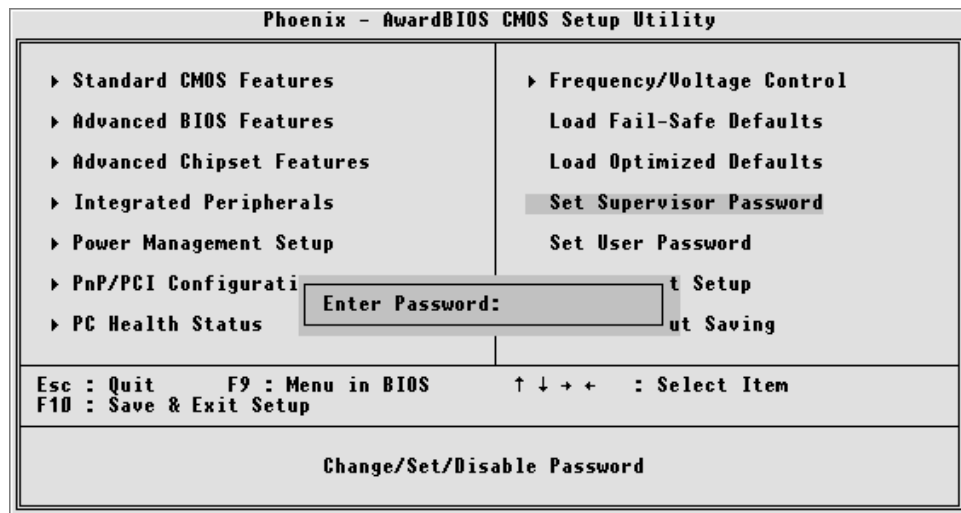 Phoenix - AwardBIOS CMOS Setup Utility
▸ Standard CMOS Features
▸ Advanced BIOS Features
▸ Advanced Chipset Features
▸ Integrated Peripherals
▸ Power Management Setup
▸ PnP/PCI Configurati
▸ PC Health Status
▸ Frequency/Voltage Control
Load Fail-Safe Defaults
Load Optimized Defaults
Set Supervisor Password
Set User Password
t Setup
ut Saving
Enter Password:
Esc : Quit F9 : Menu in BIOS ↑ ↓ → ← : Select Item
F10 : Save & Exit Setup
Change/Set/Disable Password